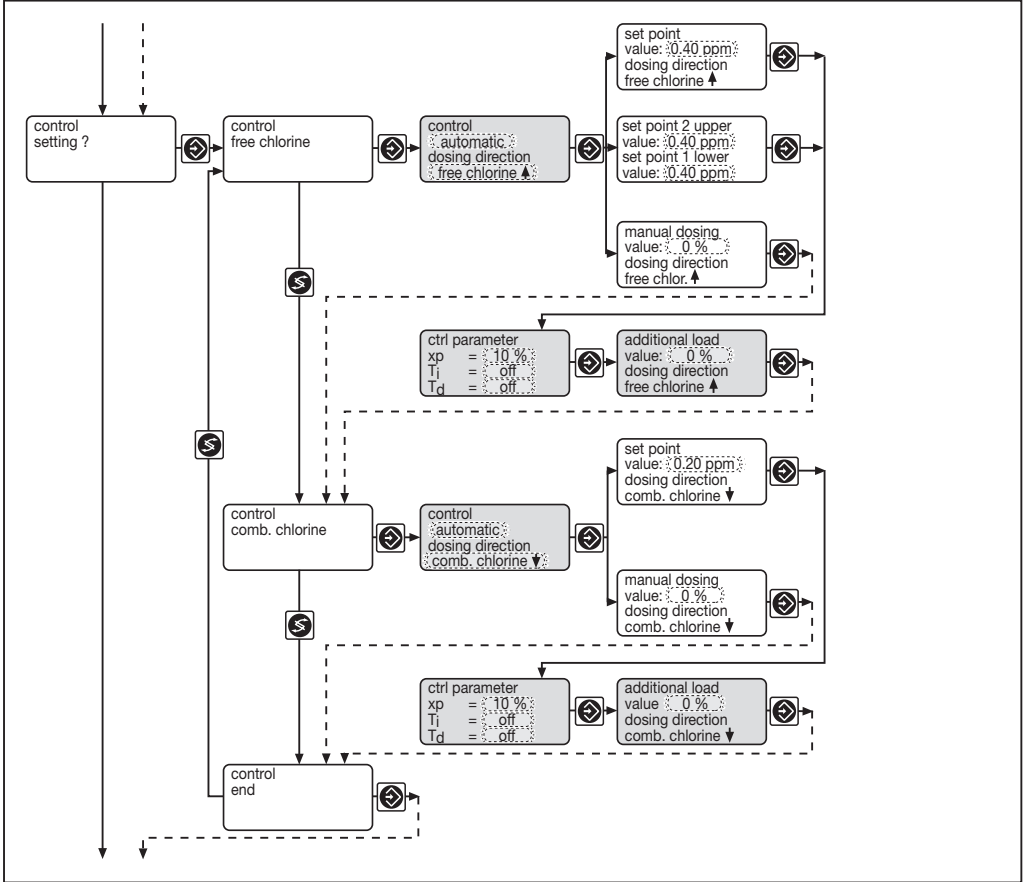 set point
value: 0.40 ppm
dosing direction
free chlorine
control
setting ?
control
free chlorine
control
automatic
dosing direction
free chlorine
set point 2 upper
value: 0.40 ppm
set point 1 lower
value: 0.40 ppm
manual dosing
value: 0 %
dosing direction
free chlor.
ctrl parameter
xp = 10 %
Ti = off
Td = off
additional load
value: 0 %
dosing direction
free chlorine
set point
value: 0.20 ppm
dosing direction
comb. chlorine
control
comb. chlorine
control
automatic
dosing direction
comb. chlorine
manual dosing
value: 0 %
dosing direction
comb. chlorine
ctrl parameter
xp = 10 %
Ti = off
Td = off
additional load
value 0 %
dosing direction
comb. chlorine
control
end